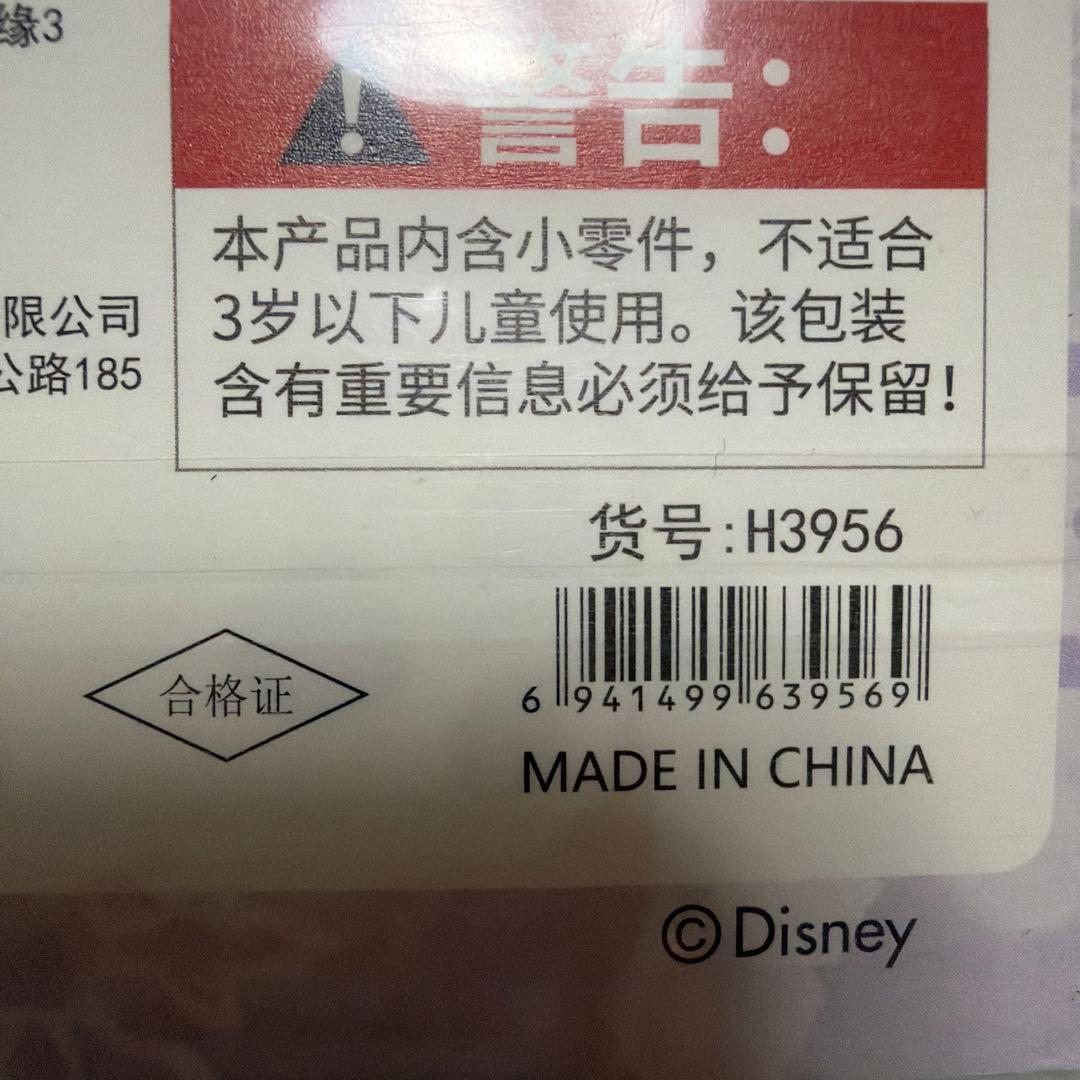 缘3
警告：
本产品内含小零件，不适合
3岁以下儿童使用。该包装
含有重要信息必须给予保留！
限公司
公路185
货号:H3956
6 941499 639569
合格证
MADE IN CHINA
©Disney